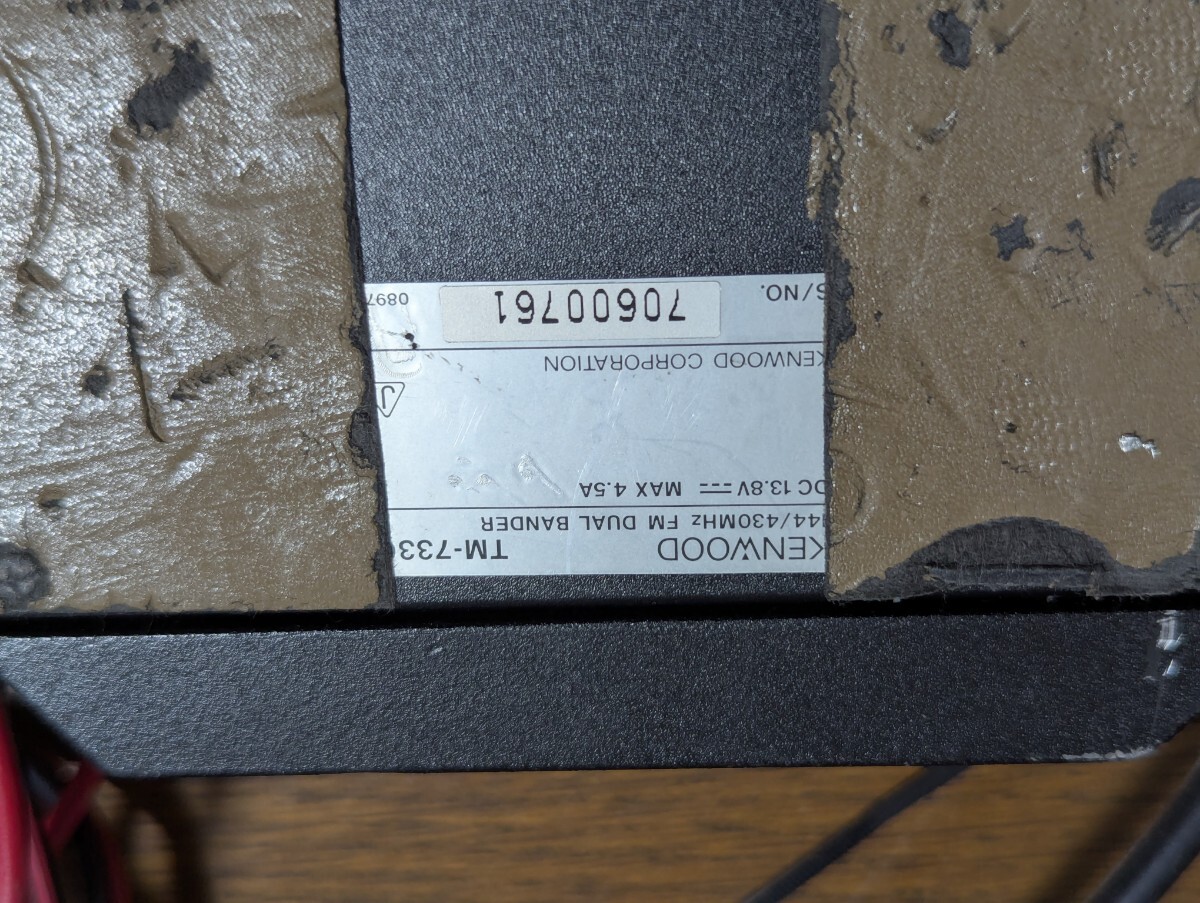 KENWOOD TM-733
144/430MHz FM DUAL BANDER
DC 13.8V MAX 4.5A
J
KENWOOD CORPORATION
S/NO. 70600761 0897